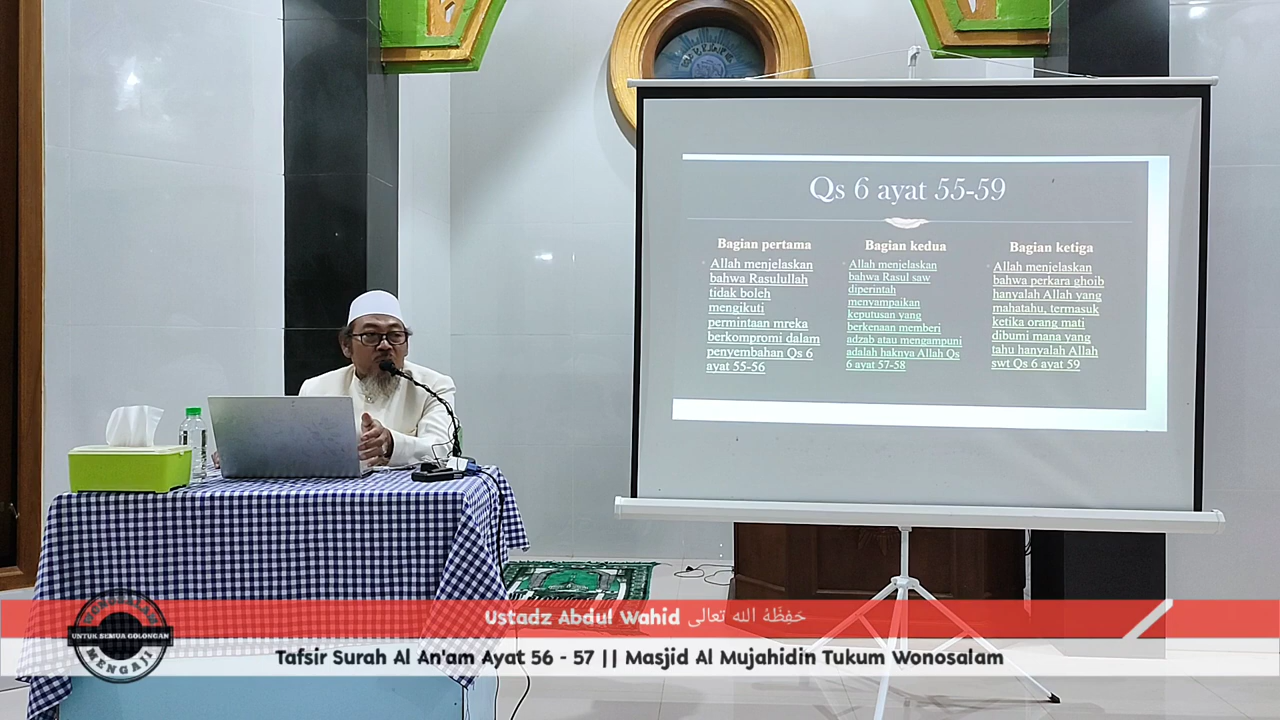 Qs 6 ayat 55-59
Bagian pertama
Allah menjelaskan
bahwa Rasulullah
tidak boleh
mengikuti
permintaan mreka
berkompromi dalam
penyembahan Qs 6
ayat 55-56
Bagian kedua
Allah menjelaskan
bahwa Rasul saw
diperintah
menyampaikan
keputusan yang
berkenaan memberi
adzab atau mengampuni
adalah haknya Allah Qs
6 ayat 57-58
Bagian ketiga
Allah menjelaskan
bahwa perkara ghoib
hanyalah Allah yang
mahatahu, termasuk
ketika orang mati
dibumi mana yang
tahu hanyalah Allah
swt Qs 6 ayat 59
Ustadz Abdul Wahid حَفِظَهُ الله تعالى
UNTUK SEMUA GOLONGAN
MENGAJI
Tafsir Surah Al An'am Ayat 56 - 57 || Masjid Al Mujahidin Tukum Wonosalam